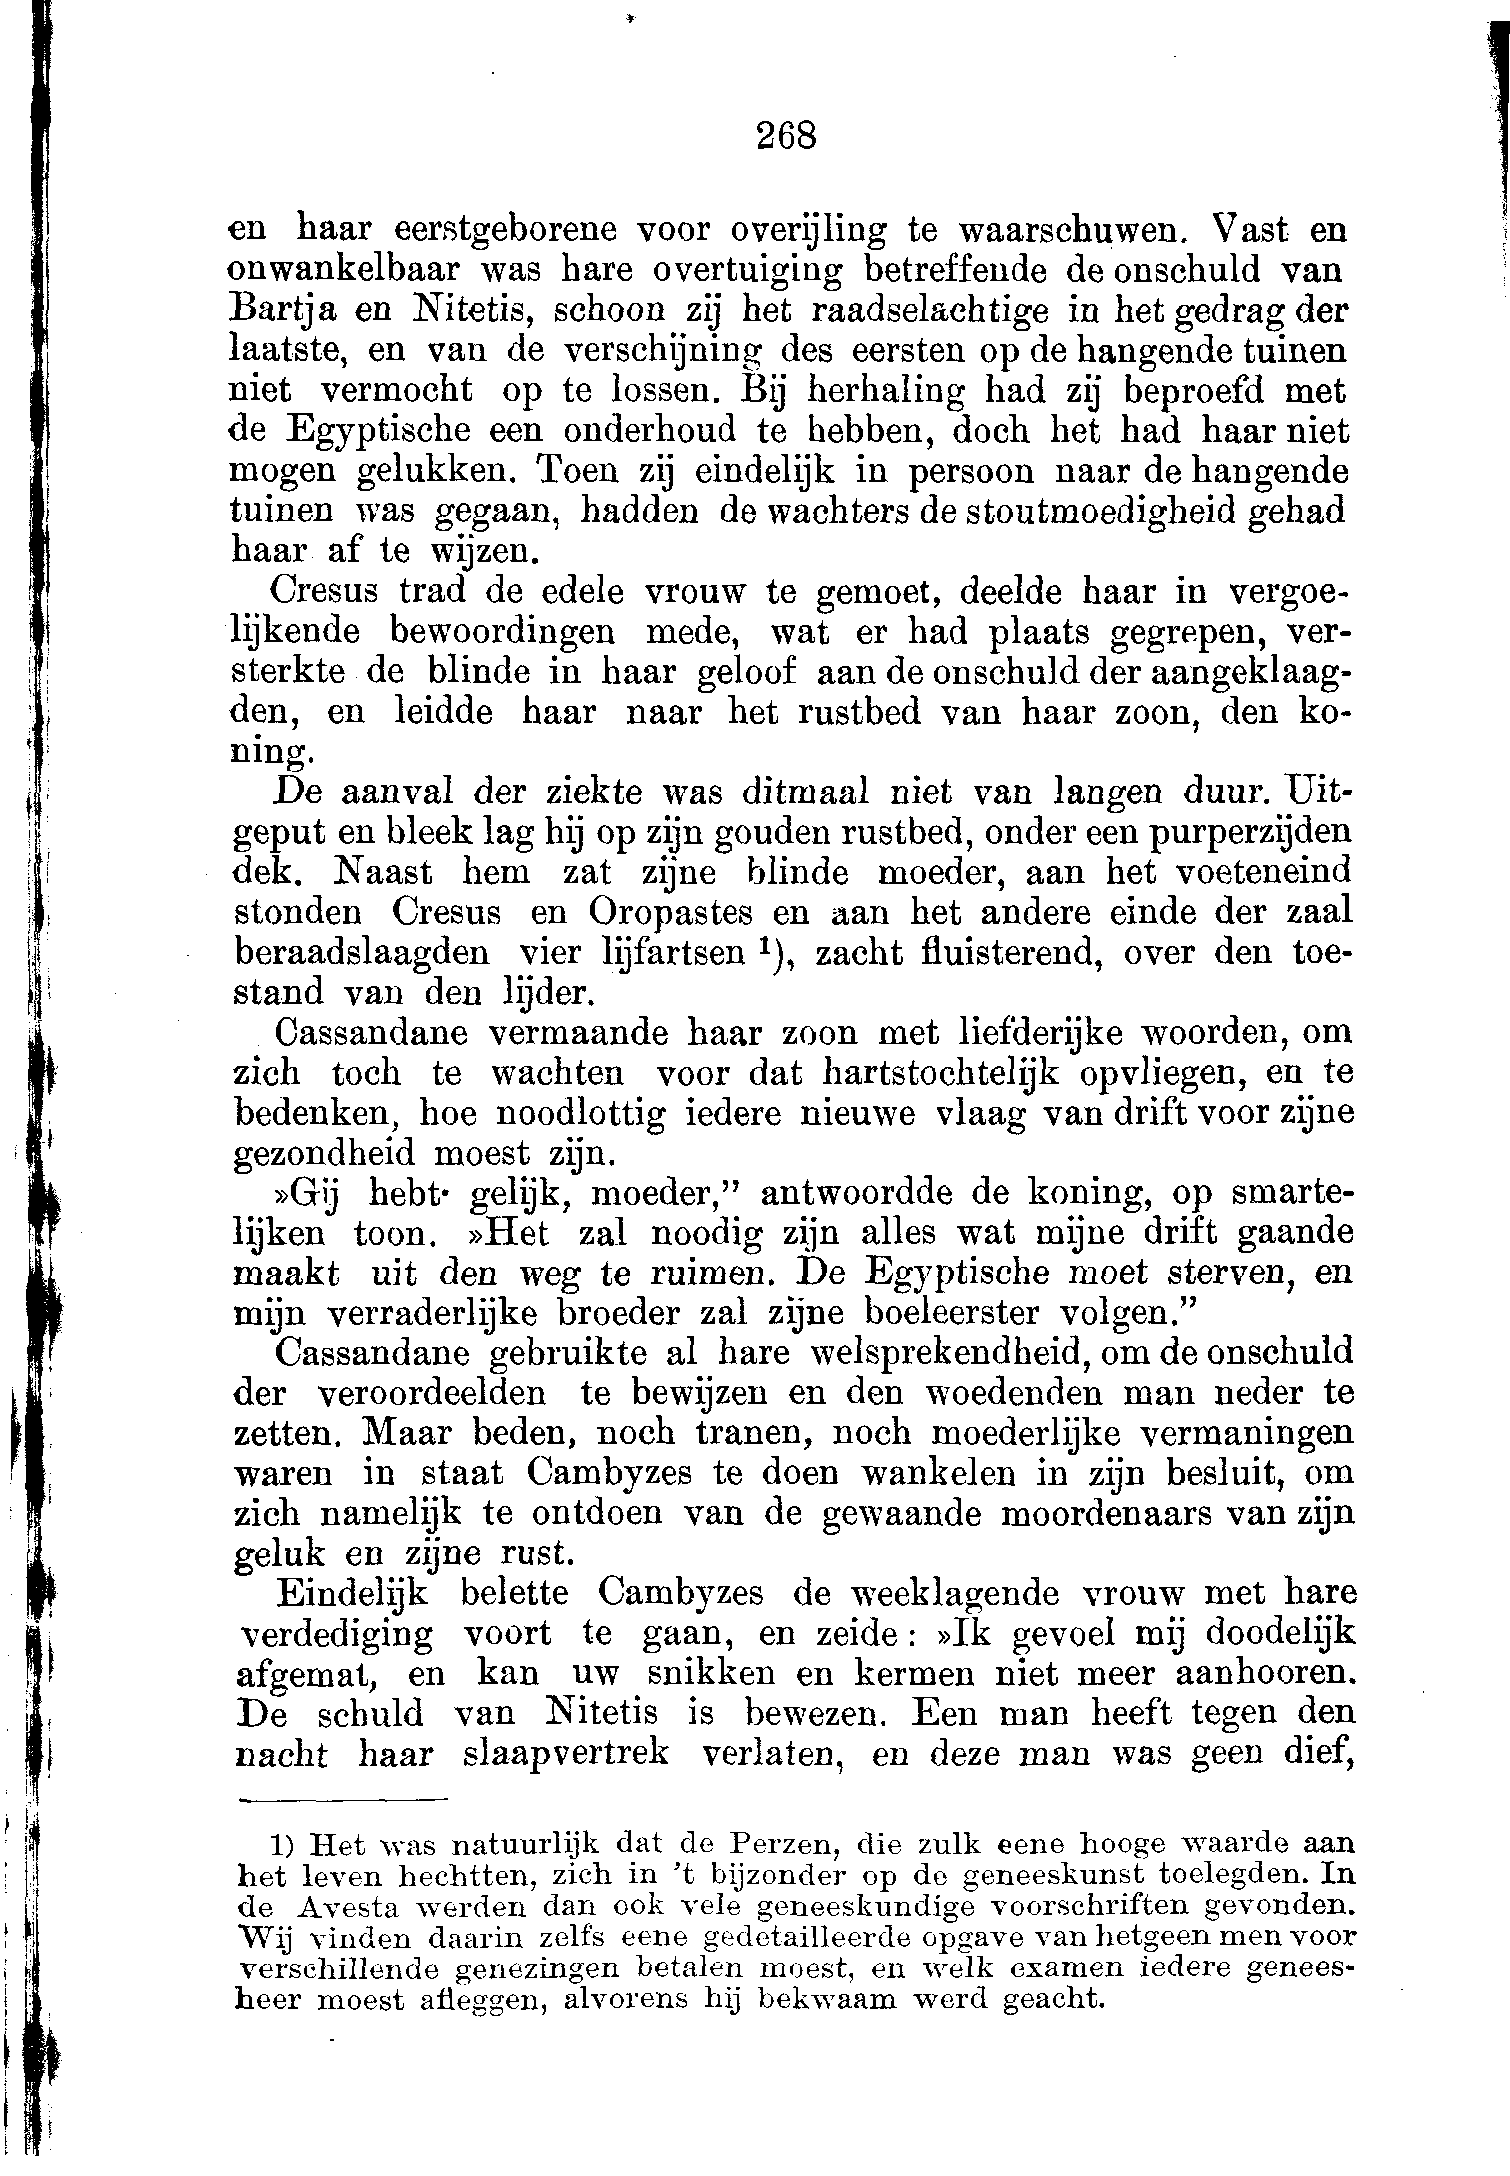 268
en haar eerstgeborene voor overijling te waarschuwen. Vast en
onwankelbaar was hare overtuiging betreffende de onschuld van
Bartja en Nitetis, schoon zij het raadselachtige in het gedrag der
laatste, en van de verschijning des eersten op de hangende tuinen
niet vermocht op te lossen. Bij herhaling had zij beproefd met
de Egyptische een onderhoud te hebben, doch het had haar niet
mogen gelukken. Toen zij eindelijk in persoon naar de hangende
tuinen was gegaan, hadden de wachters de stoutmoedigheid gehad
haar af te wijzen.
Cresus trad de edele vrouw te gemoet, deelde haar in vergoe-
lijkende bewoordingen mede, wat er had plaats gegrepen, ver-
sterkte de blinde in haar geloof aan de onschuld der aangeklaag-
den, en leidde haar naar het rustbed van haar zoon, den ko-
ning.
De aanval der ziekte was ditmaal niet van langen duur. Uit-
geput en bleek lag hij op zijn gouden rustbed, onder een purperzijden
dek. Naast hem zat zijne blinde moeder, aan het voeteneind
stonden Cresus en Oropastes en aan het andere einde der zaal
beraadslaagden vier lijfartsen ¹), zacht fluisterend, over den toe-
stand van den lijder.
Cassandane vermaande haar zoon met liefderijke woorden, om
zich toch te wachten voor dat hartstochtelijk opvliegen, en te
bedenken, hoe noodlottig iedere nieuwe vlaag van drift voor zijne
gezondheid moest zijn.
»Gij hebt gelijk, moeder,” antwoordde de koning, op smarte-
lijken toon. »Het zal noodig zijn alles wat mijne drift gaande
maakt uit den weg te ruimen. De Egyptische moet sterven, en
mijn verraderlijke broeder zal zijne boeleerster volgen.”
Cassandane gebruikte al hare welsprekendheid, om de onschuld
der veroordeelden te bewijzen en den woedenden man neder te
zetten. Maar beden, noch tranen, noch moederlijke vermaningen
waren in staat Cambyzes te doen wankelen in zijn besluit, om
zich namelijk te ontdoen van de gewaande moordenaars van zijn
geluk en zijne rust.
Eindelijk belette Cambyzes de weeklagende vrouw met hare
verdediging voort te gaan, en zeide: »Ik gevoel mij doodelijk
afgemat, en kan uw snikken en kermen niet meer aanhooren.
De schuld van Nitetis is bewezen. Een man heeft tegen den
nacht haar slaapvertrek verlaten, en deze man was geen dief,
1) Het was natuurlijk dat de Perzen, die zulk eene hooge waarde aan
het leven hechtten, zich in 't bijzonder op de geneeskunst toelegden. In
de Avesta werden dan ook vele geneeskundige voorschriften gevonden.
Wij vinden daarin zelfs eene gedetailleerde opgave van hetgeen men voor
verschillende genezingen betalen moest, en welk examen iedere genees-
heer moest afleggen, alvorens hij bekwaam werd geacht.